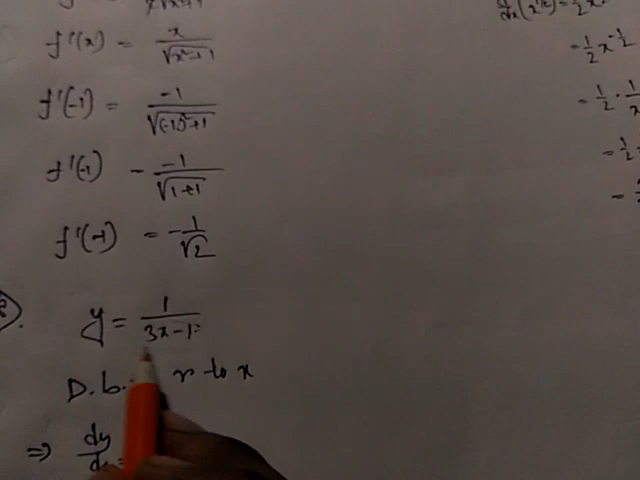 f'(x) = x/√(x²+1)
f'(-1) = -1/√((-1)²+1)
f'(-1) - -1/√(1+1)
f'(-1) = -1/√2
y = 1/(3x-1)
D. b. r to x
⇒ dy/dx =
= 1/2 x^(-1/2)
= 1/2 · 1/x
= 1/2